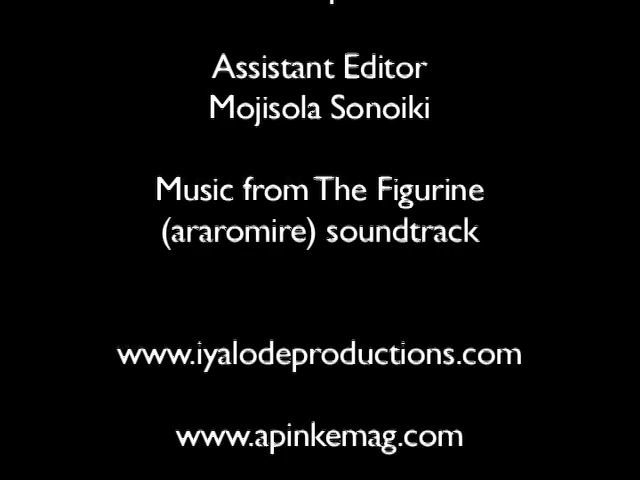 Assistant Editor
Mojisola Sonoiki
Music from The Figurine
(araromire) soundtrack
www.iyalodeproductions.com
www.apinkemag.com